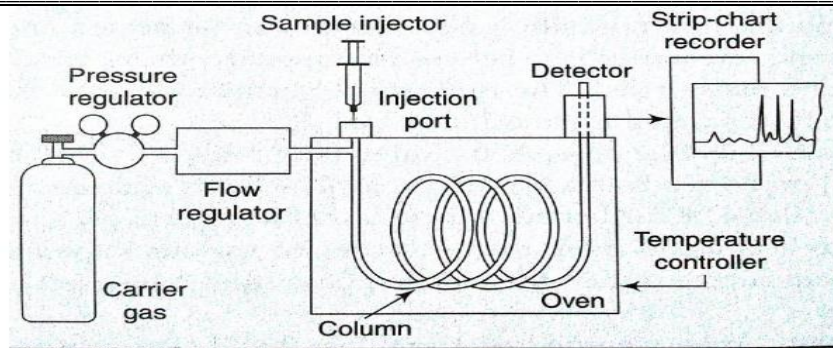 Sample injector
Strip-chart
recorder
Pressure
regulator
Detector
Injection
port
Flow
regulator
Temperature
controller
Carrier
gas
Oven
Column